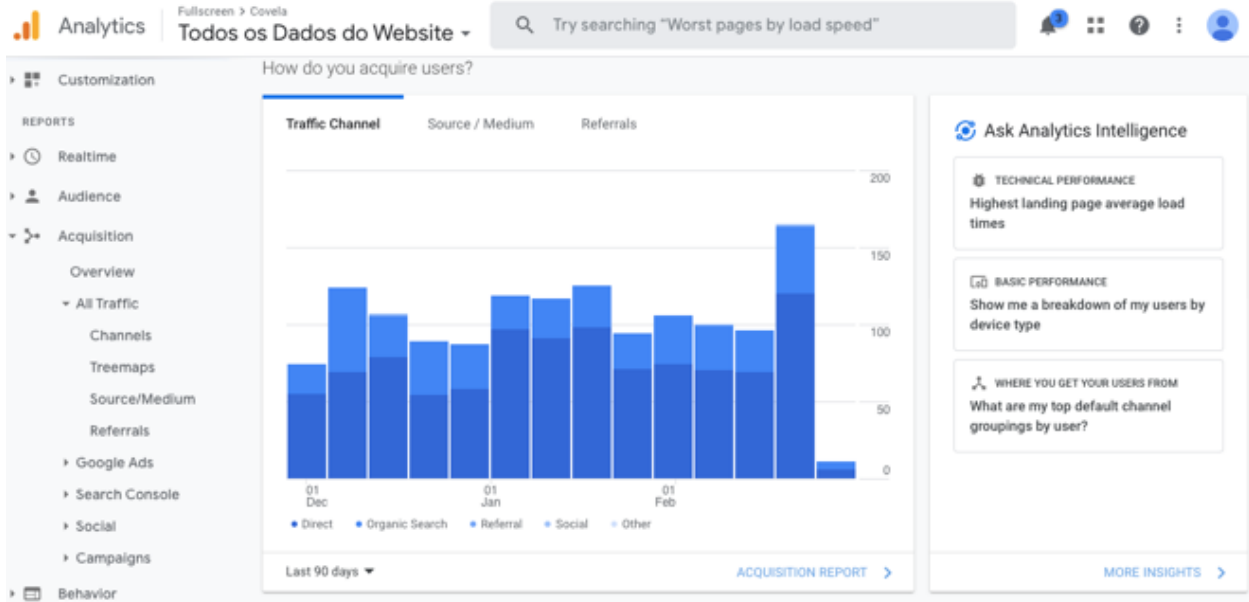 Analytics
Fullscreen > Covela
Todos os Dados do Website
Try searching “Worst pages by load speed”
3
Customization
REPORTS
Realtime
Audience
Acquisition
Overview
All Traffic
Channels
Treemaps
Source/Medium
Referrals
Google Ads
Search Console
Social
Campaigns
Behavior
How do you acquire users?
Traffic Channel Source / Medium Referrals
200
150
100
50
0
01 Dec
01 Jan
01 Feb
Direct Organic Search Referral Social Other
Last 90 days
ACQUISITION REPORT
Ask Analytics Intelligence
TECHNICAL PERFORMANCE
Highest landing page average load
times
BASIC PERFORMANCE
Show me a breakdown of my users by
device type
WHERE YOU GET YOUR USERS FROM
What are my top default channel
groupings by user?
MORE INSIGHTS